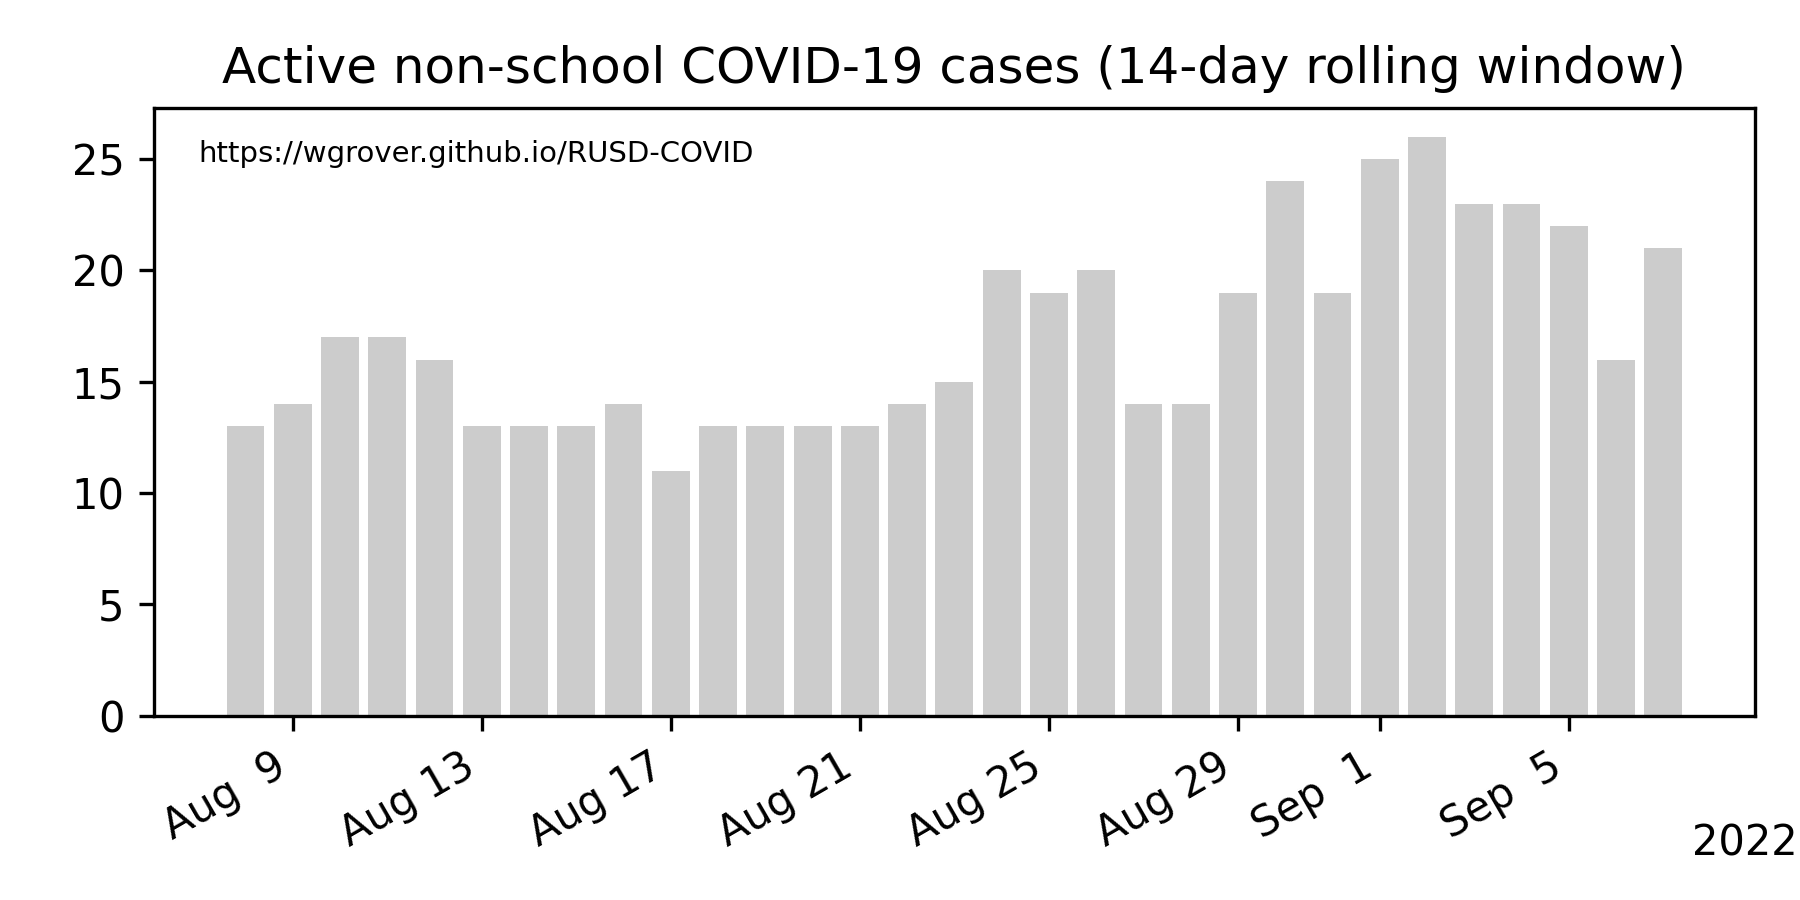 Active non-school COVID-19 cases (14-day rolling window)
https://wgrover.github.io/RUSD-COVID
25
20
15
10
5
0
Aug 9
Aug 13
Aug 17
Aug 21
Aug 25
Aug 29
Sep 1
Sep 5
2022